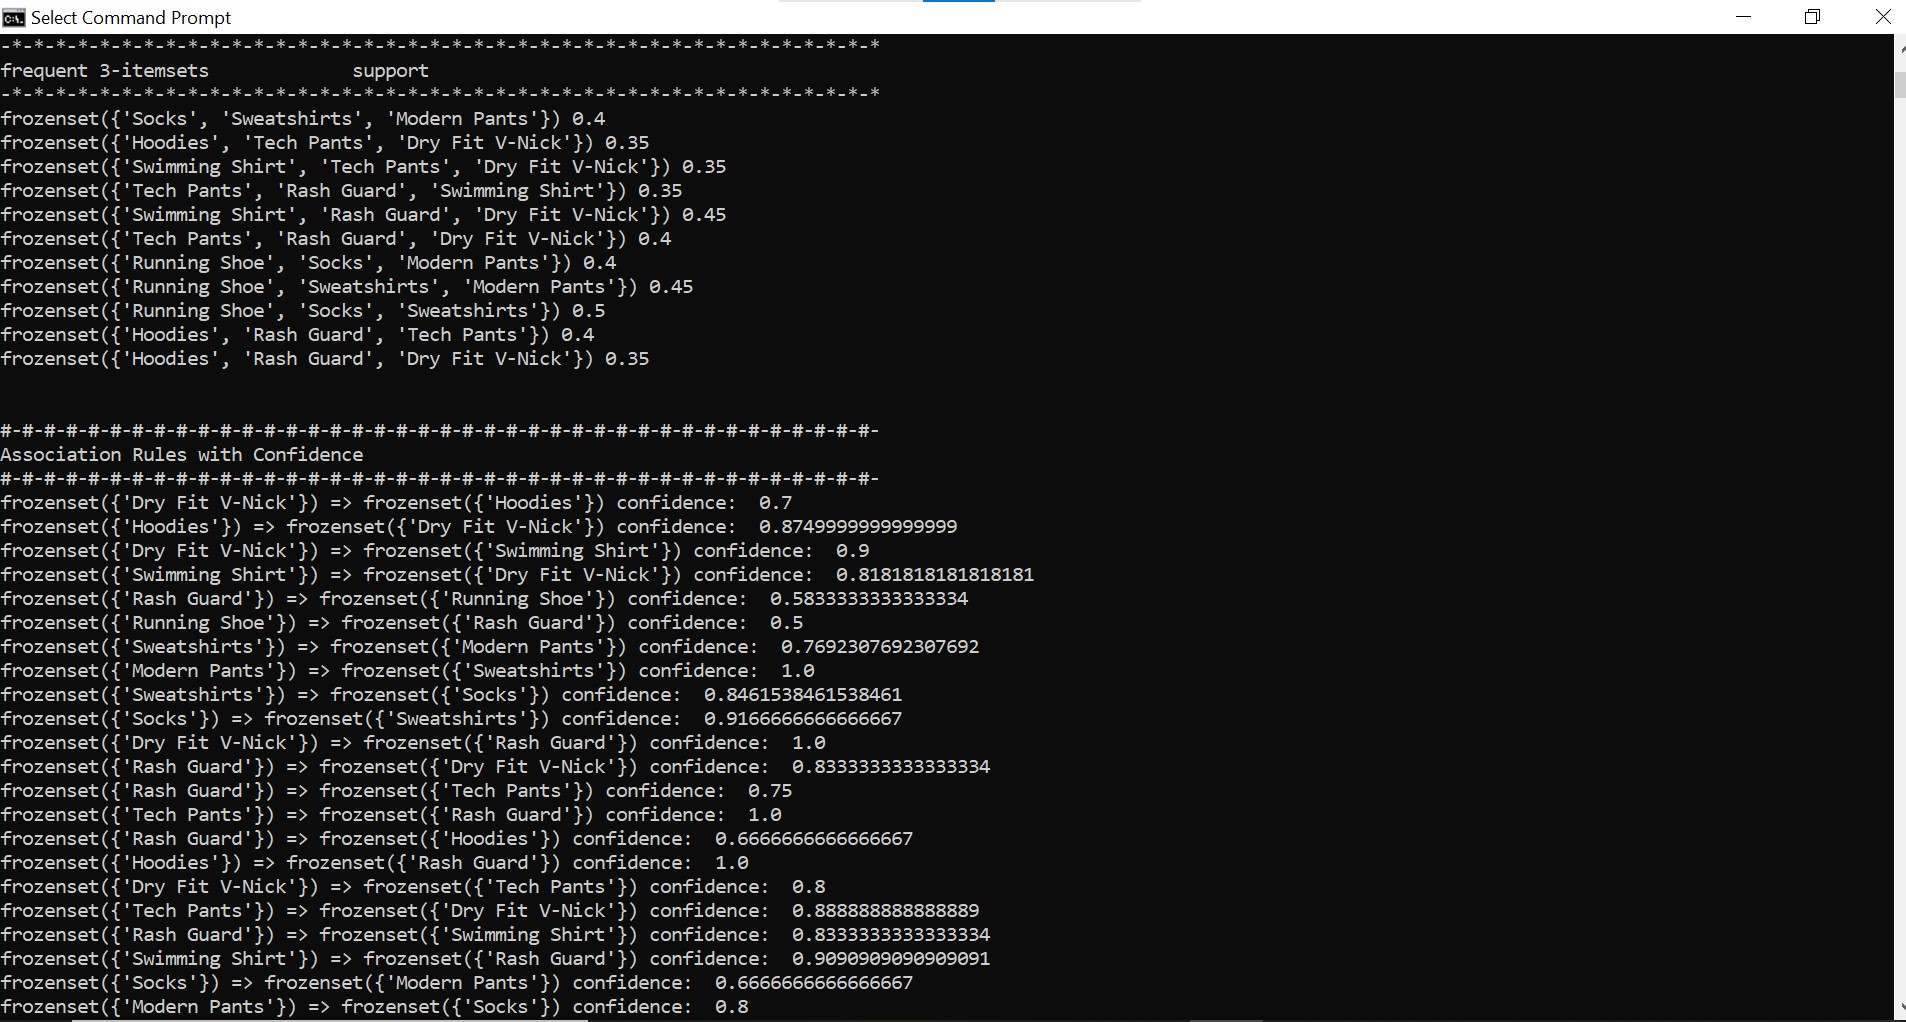 Select Command Prompt
-*-*-*-*-*-*-*-*-*-*-*-*-*-*-*-*-*-*-*-*-*-*-*-*-*-*-*-*-*-*-*-*-*-*-*-*-*-*-*-*
frequent 3-itemsets             support
-*-*-*-*-*-*-*-*-*-*-*-*-*-*-*-*-*-*-*-*-*-*-*-*-*-*-*-*-*-*-*-*-*-*-*-*-*-*-*-*
frozenset({'Socks', 'Sweatshirts', 'Modern Pants'}) 0.4
frozenset({'Hoodies', 'Tech Pants', 'Dry Fit V-Nick'}) 0.35
frozenset({'Swimming Shirt', 'Tech Pants', 'Dry Fit V-Nick'}) 0.35
frozenset({'Tech Pants', 'Rash Guard', 'Swimming Shirt'}) 0.35
frozenset({'Swimming Shirt', 'Rash Guard', 'Dry Fit V-Nick'}) 0.45
frozenset({'Tech Pants', 'Rash Guard', 'Dry Fit V-Nick'}) 0.4
frozenset({'Running Shoe', 'Socks', 'Modern Pants'}) 0.4
frozenset({'Running Shoe', 'Sweatshirts', 'Modern Pants'}) 0.45
frozenset({'Running Shoe', 'Socks', 'Sweatshirts'}) 0.5
frozenset({'Hoodies', 'Rash Guard', 'Tech Pants'}) 0.4
frozenset({'Hoodies', 'Rash Guard', 'Dry Fit V-Nick'}) 0.35
#-#-#-#-#-#-#-#-#-#-#-#-#-#-#-#-#-#-#-#-#-#-#-#-#-#-#-#-#-#-#-#-#-#-#-#-#-#-#-#-
Association Rules with Confidence
#-#-#-#-#-#-#-#-#-#-#-#-#-#-#-#-#-#-#-#-#-#-#-#-#-#-#-#-#-#-#-#-#-#-#-#-#-#-#-#-
frozenset({'Dry Fit V-Nick'}) => frozenset({'Hoodies'}) confidence:  0.7
frozenset({'Hoodies'}) => frozenset({'Dry Fit V-Nick'}) confidence:  0.8749999999999999
frozenset({'Dry Fit V-Nick'}) => frozenset({'Swimming Shirt'}) confidence:  0.9
frozenset({'Swimming Shirt'}) => frozenset({'Dry Fit V-Nick'}) confidence:  0.8181818181818181
frozenset({'Rash Guard'}) => frozenset({'Running Shoe'}) confidence:  0.5833333333333334
frozenset({'Running Shoe'}) => frozenset({'Rash Guard'}) confidence:  0.5
frozenset({'Sweatshirts'}) => frozenset({'Modern Pants'}) confidence:  0.7692307692307692
frozenset({'Modern Pants'}) => frozenset({'Sweatshirts'}) confidence:  1.0
frozenset({'Sweatshirts'}) => frozenset({'Socks'}) confidence:  0.8461538461538461
frozenset({'Socks'}) => frozenset({'Sweatshirts'}) confidence:  0.9166666666666667
frozenset({'Dry Fit V-Nick'}) => frozenset({'Rash Guard'}) confidence:  1.0
frozenset({'Rash Guard'}) => frozenset({'Dry Fit V-Nick'}) confidence:  0.8333333333333334
frozenset({'Rash Guard'}) => frozenset({'Tech Pants'}) confidence:  0.75
frozenset({'Tech Pants'}) => frozenset({'Rash Guard'}) confidence:  1.0
frozenset({'Rash Guard'}) => frozenset({'Hoodies'}) confidence:  0.6666666666666667
frozenset({'Hoodies'}) => frozenset({'Rash Guard'}) confidence:  1.0
frozenset({'Dry Fit V-Nick'}) => frozenset({'Tech Pants'}) confidence:  0.8
frozenset({'Tech Pants'}) => frozenset({'Dry Fit V-Nick'}) confidence:  0.888888888888889
frozenset({'Rash Guard'}) => frozenset({'Swimming Shirt'}) confidence:  0.8333333333333334
frozenset({'Swimming Shirt'}) => frozenset({'Rash Guard'}) confidence:  0.9090909090909091
frozenset({'Socks'}) => frozenset({'Modern Pants'}) confidence:  0.6666666666666667
frozenset({'Modern Pants'}) => frozenset({'Socks'}) confidence:  0.8